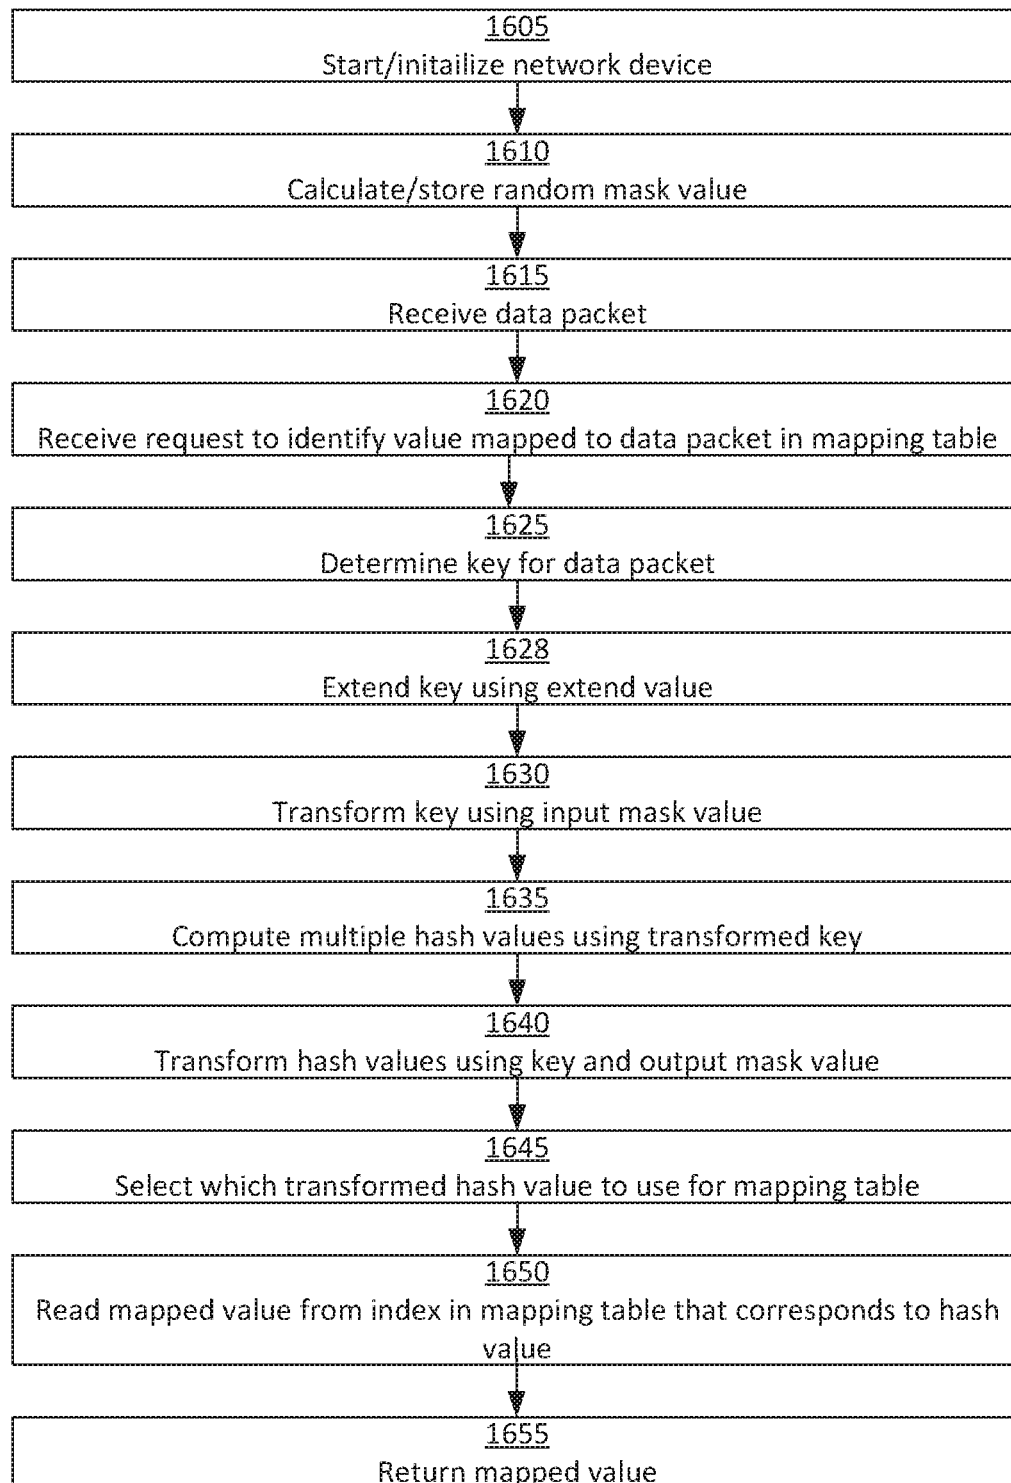 1605
Start/initailize network device
1610
Calculate/store random mask value
1615
Receive data packet
1620
Receive request to identify value mapped to data packet in mapping table
1625
Determine key for data packet
1628
Extend key using extend value
1630
Transform key using input mask value
1635
Compute multiple hash values using transformed key
1640
Transform hash values using key and output mask value
1645
Select which transformed hash value to use for mapping table
1650
Read mapped value from index in mapping table that corresponds to hash
value
1655
Return mapped value